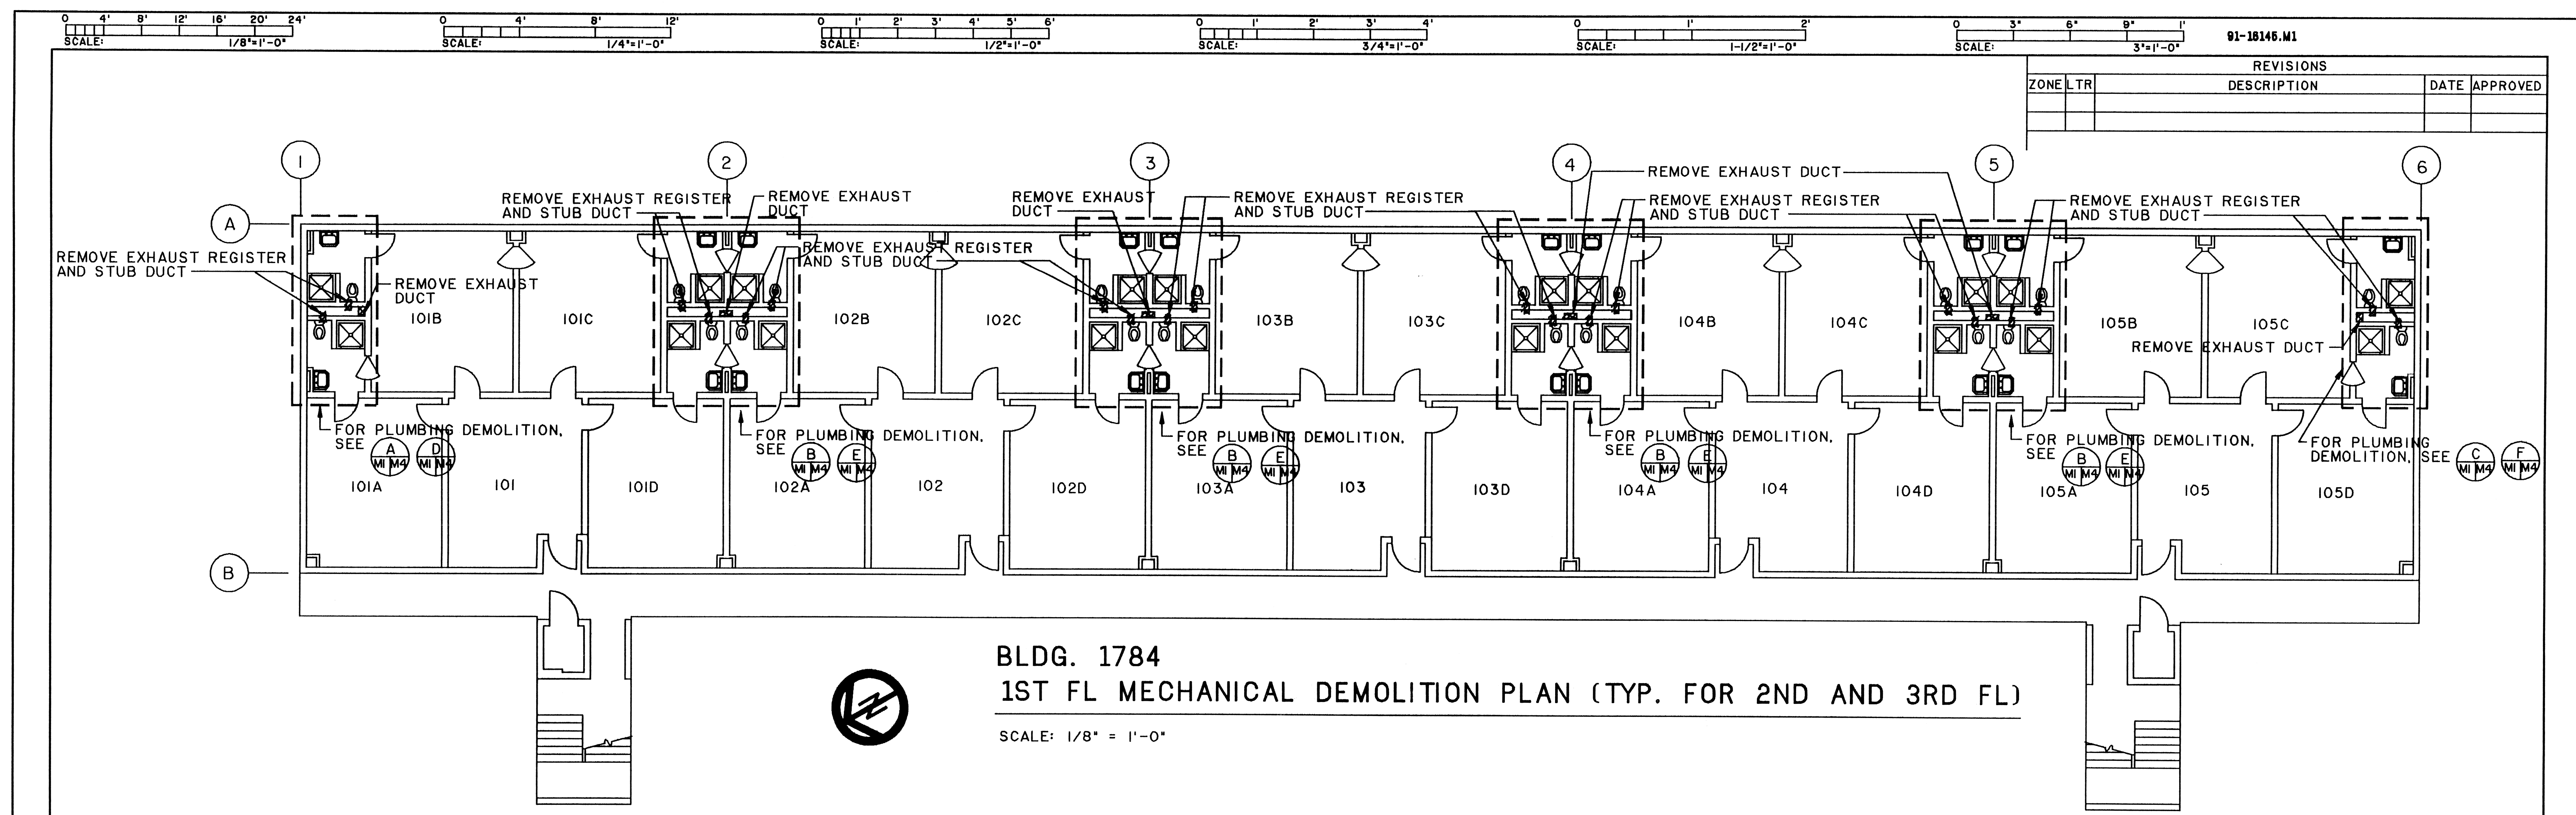 0 4' 8' 12' 16' 20' 24'
SCALE: 1/8"=1'-0"
0 4' 8' 12'
SCALE: 1/4"=1'-0"
0 1' 2' 3' 4' 5' 6'
SCALE: 1/2"=1'-0"
0 1' 2' 3' 4'
SCALE: 3/4"=1'-0"
0 1' 2'
SCALE: 1-1/2"=1'-0"
0 3" 6" 9" 1'
SCALE: 3"=1'-0"
91-16145.M1
REVISIONS
ZONE LTR DESCRIPTION DATE APPROVED
1 2 3 4 5 6
A
B
REMOVE EXHAUST REGISTER
AND STUB DUCT
REMOVE EXHAUST
DUCT
REMOVE EXHAUST REGISTER
AND STUB DUCT
REMOVE EXHAUST
DUCT
REMOVE EXHAUST REGISTER
AND STUB DUCT
REMOVE EXHAUST
DUCT
REMOVE EXHAUST REGISTER
AND STUB DUCT
REMOVE EXHAUST DUCT
REMOVE EXHAUST REGISTER
AND STUB DUCT
REMOVE EXHAUST REGISTER
AND STUB DUCT
REMOVE EXHAUST DUCT
101B 101C 102B 102C 103B 103C 104B 104C 105B 105C
FOR PLUMBING DEMOLITION,
SEE
A
M1 M4
D
M1 M4
FOR PLUMBING DEMOLITION,
SEE
B
M1 M4
E
M1 M4
FOR PLUMBING DEMOLITION,
SEE
B
M1 M4
E
M1 M4
FOR PLUMBING DEMOLITION,
SEE
B
M1 M4
E
M1 M4
FOR PLUMBING DEMOLITION,
SEE
B
M1 M4
E
M1 M4
FOR PLUMBING
DEMOLITION, SEE
C
M1 M4
F
M1 M4
101A 101 101D 102A 102 102D 103A 103 103D 104A 104 104D 105A 105 105D
BLDG. 1784
1ST FL MECHANICAL DEMOLITION PLAN (TYP. FOR 2ND AND 3RD FL)
SCALE: 1/8" = 1'-0"